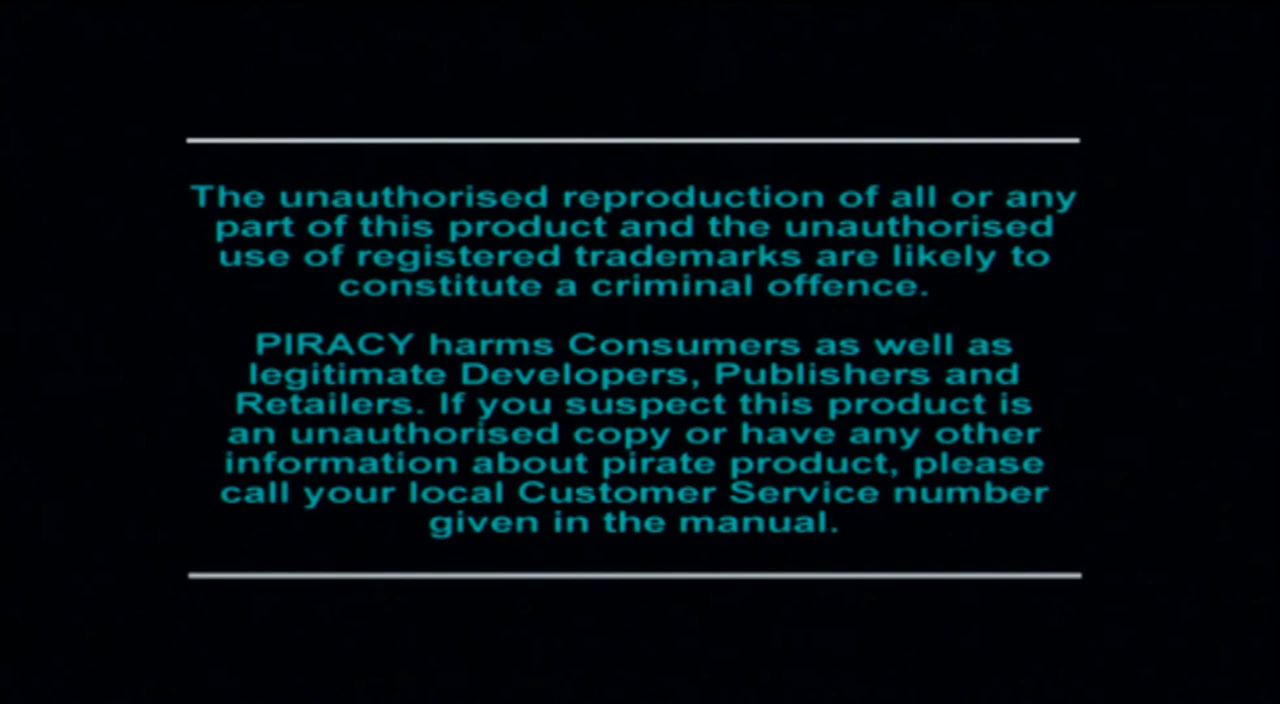 The unauthorised reproduction of all or any
part of this product and the unauthorised
use of registered trademarks are likely to
constitute a criminal offence.
PIRACY harms Consumers as well as
legitimate Developers, Publishers and
Retailers. If you suspect this product is
an unauthorised copy or have any other
information about pirate product, please
call your local Customer Service number
given in the manual.